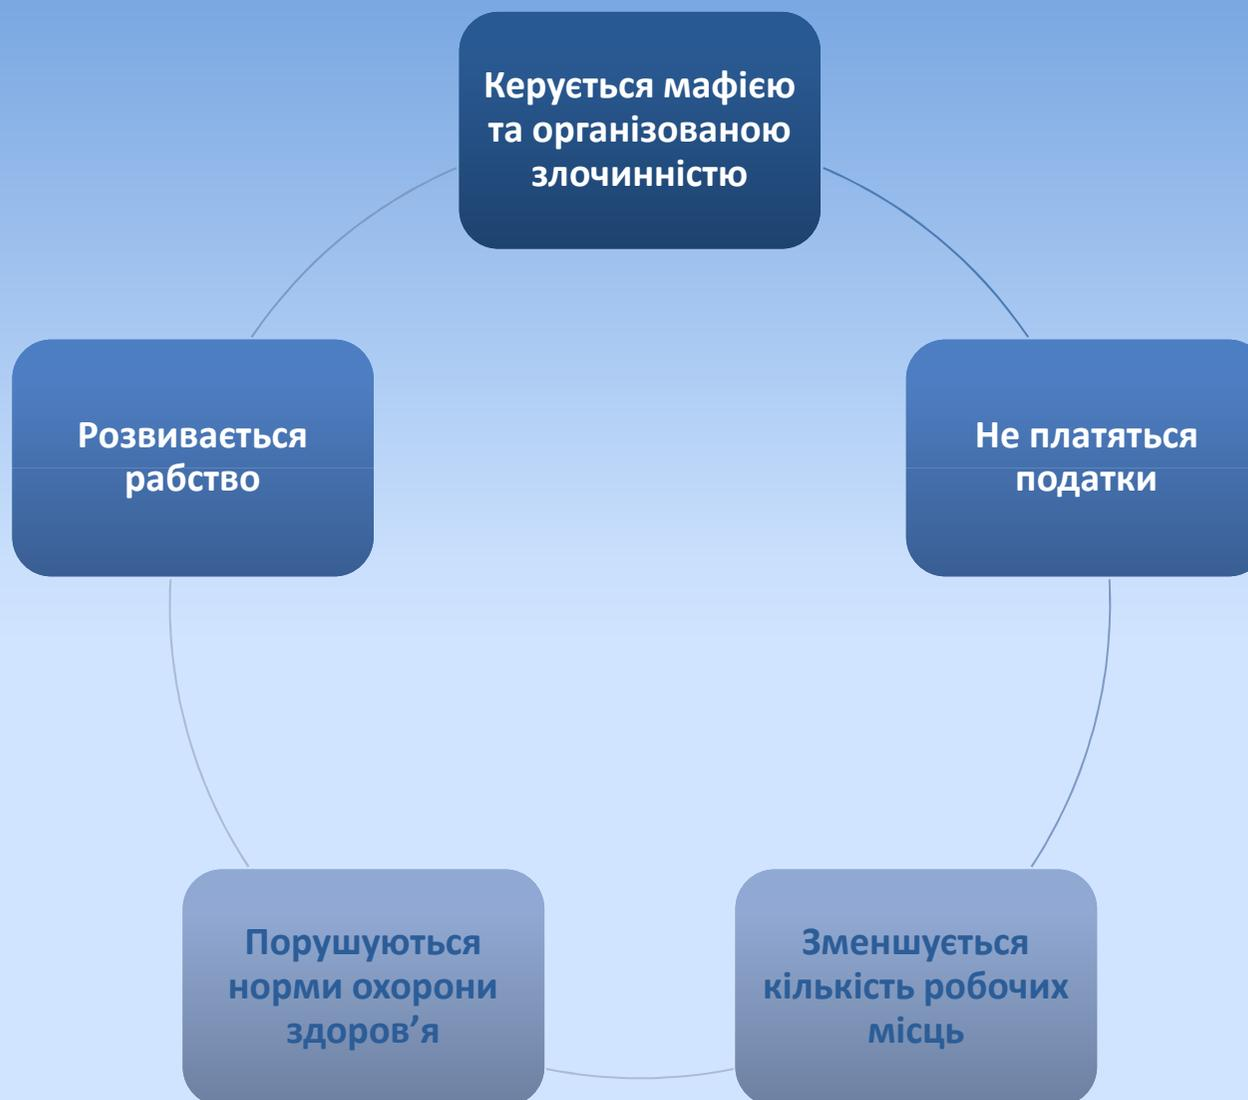 Керується мафією
та організованою
злочинністю
Розвивається
рабство
Не платяться
податки
Порушуються
норми охорони
здоров’я
Зменшується
кількість робочих
місць